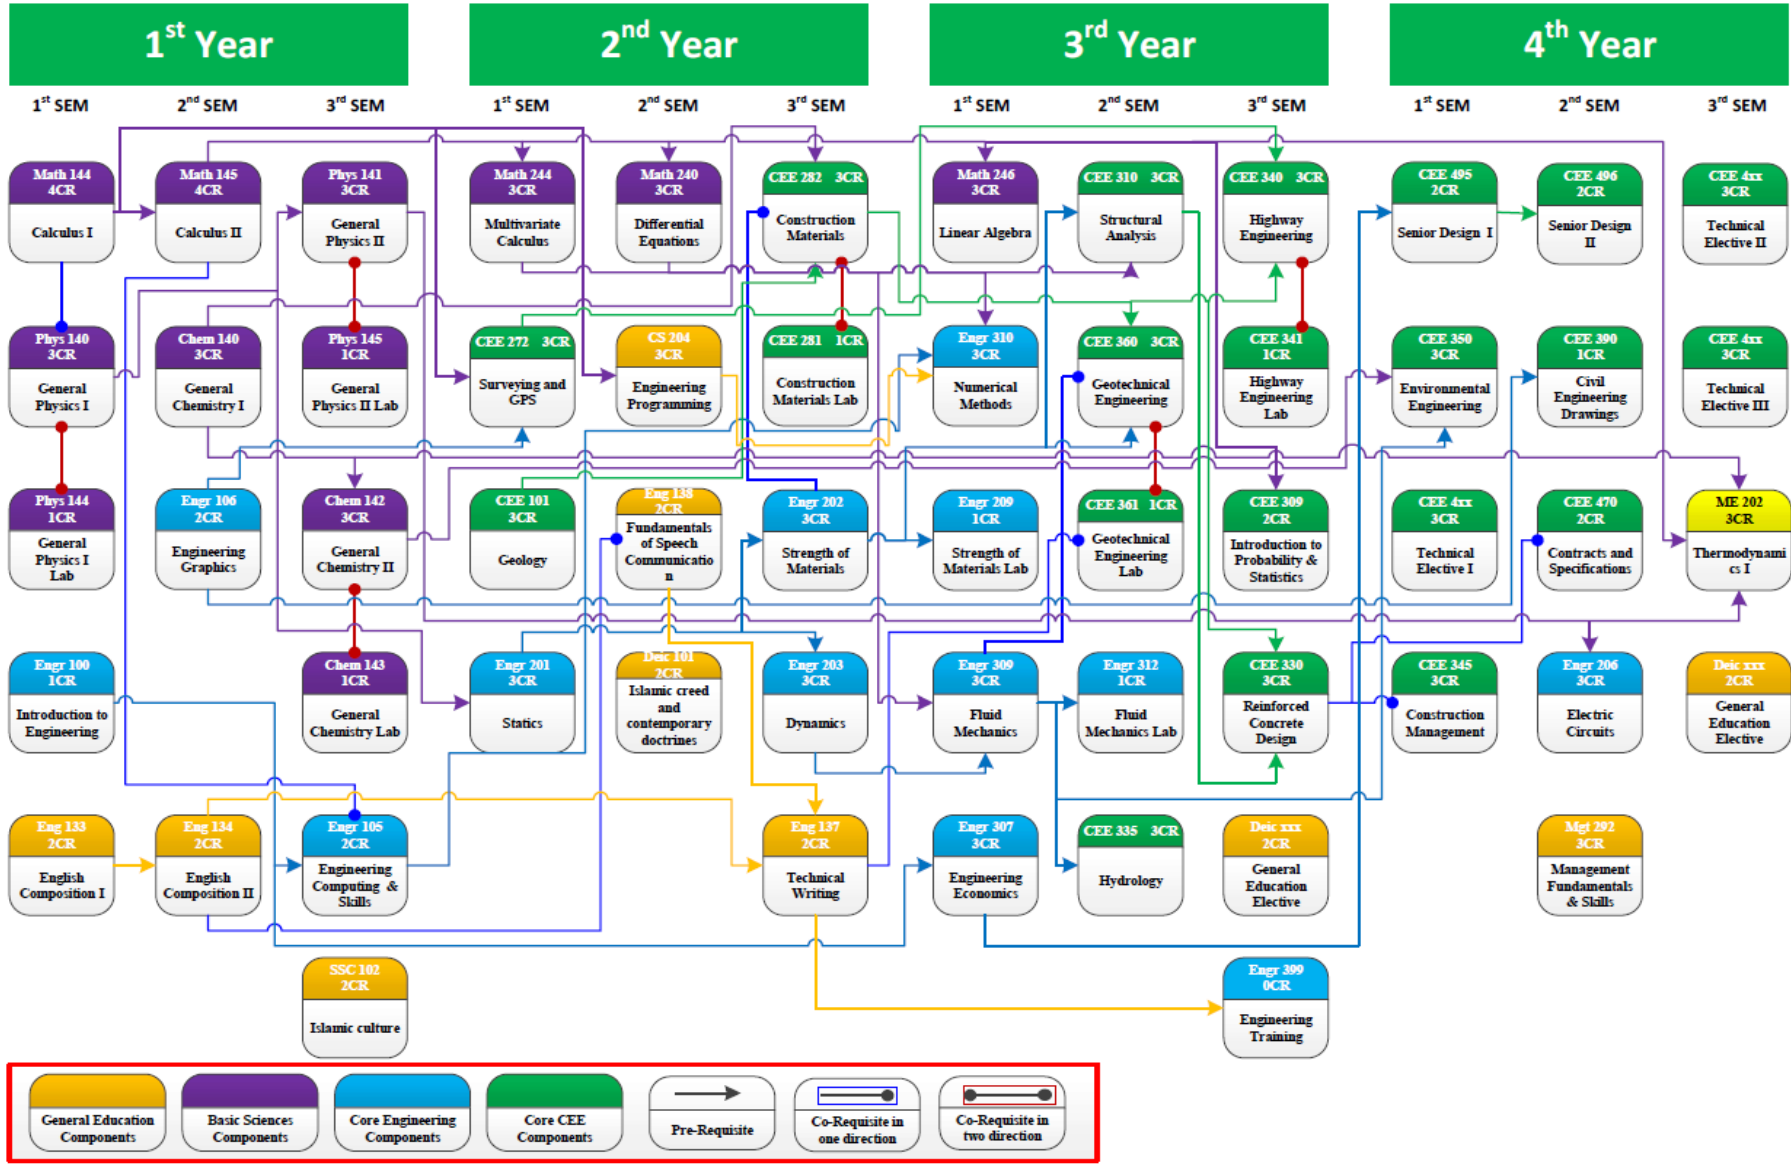 1st Year
2nd Year
3rd Year
4th Year
1st SEM
2nd SEM
3rd SEM
1st SEM
2nd SEM
3rd SEM
1st SEM
2nd SEM
3rd SEM
1st SEM
2nd SEM
3rd SEM
Math 144
4CR
Calculus I
Math 145
4CR
Calculus II
Phys 141
3CR
General
Physics II
Math 244
3CR
Multivariate
Calculus
Math 240
3CR
Differential
Equations
CEE 282 3CR
Construction
Materials
Math 246
3CR
Linear Algebra
CEE 310 3CR
Structural
Analysis
CEE 340 3CR
Highway
Engineering
CEE 495
2CR
Senior Design I
CEE 496
2CR
Senior Design
II
CEE 4xx
3CR
Technical
Elective II
Phys 140
3CR
General
Physics I
Chem 140
3CR
General
Chemistry I
Phys 145
1CR
General
Physics II Lab
CEE 272 3CR
Surveying and
GPS
CS 204
3CR
Engineering
Programming
CEE 281 1CR
Construction
Materials Lab
Engr 310
3CR
Numerical
Methods
CEE 360 3CR
Geotechnical
Engineering
CEE 341
1CR
Highway
Engineering
Lab
CEE 350
3CR
Environmental
Engineering
CEE 390
1CR
Civil
Engineering
Drawings
CEE 4xx
3CR
Technical
Elective III
Phys 144
1CR
General
Physics I
Lab
Engr 106
2CR
Engineering
Graphics
Chem 142
3CR
General
Chemistry II
CEE 101
3CR
Geology
Eng 138
2CR
Fundamentals
of Speech
Communicatio
n
Engr 202
3CR
Strength of
Materials
Engr 209
1CR
Strength of
Materials Lab
CEE 361 1CR
Geotechnical
Engineering
Lab
CEE 309
2CR
Introduction to
Probability &
Statistics
CEE 4xx
3CR
Technical
Elective I
CEE 470
2CR
Contracts and
Specifications
ME 202
3CR
Thermodynami
cs I
Engr 100
1CR
Introduction to
Engineering
Chem 143
1CR
General
Chemistry Lab
Engr 201
3CR
Statics
Deic 101
2CR
Islamic creed
and
contemporary
doctrines
Engr 203
3CR
Dynamics
Engr 309
3CR
Fluid
Mechanics
Engr 312
1CR
Fluid
Mechanics Lab
CEE 330
3CR
Reinforced
Concrete
Design
CEE 345
3CR
Construction
Management
Engr 206
3CR
Electric
Circuits
Deic xxx
2CR
General
Education
Elective
Eng 133
2CR
English
Composition I
Eng 134
2CR
English
Composition II
Engr 105
2CR
Engineering
Computing &
Skills
Eng 137
2CR
Technical
Writing
Engr 307
3CR
Engineering
Economics
CEE 335 3CR
Hydrology
Deic xxx
2CR
General
Education
Elective
Mgt 292
3CR
Management
Fundamentals
& Skills
SSC 102
2CR
Islamic culture
Engr 399
0CR
Engineering
Training
General Education
Components
Basic Sciences
Components
Core Engineering
Components
Core CEE
Components
Pre-Requisite
Co-Requisite in
one direction
Co-Requisite in
two direction